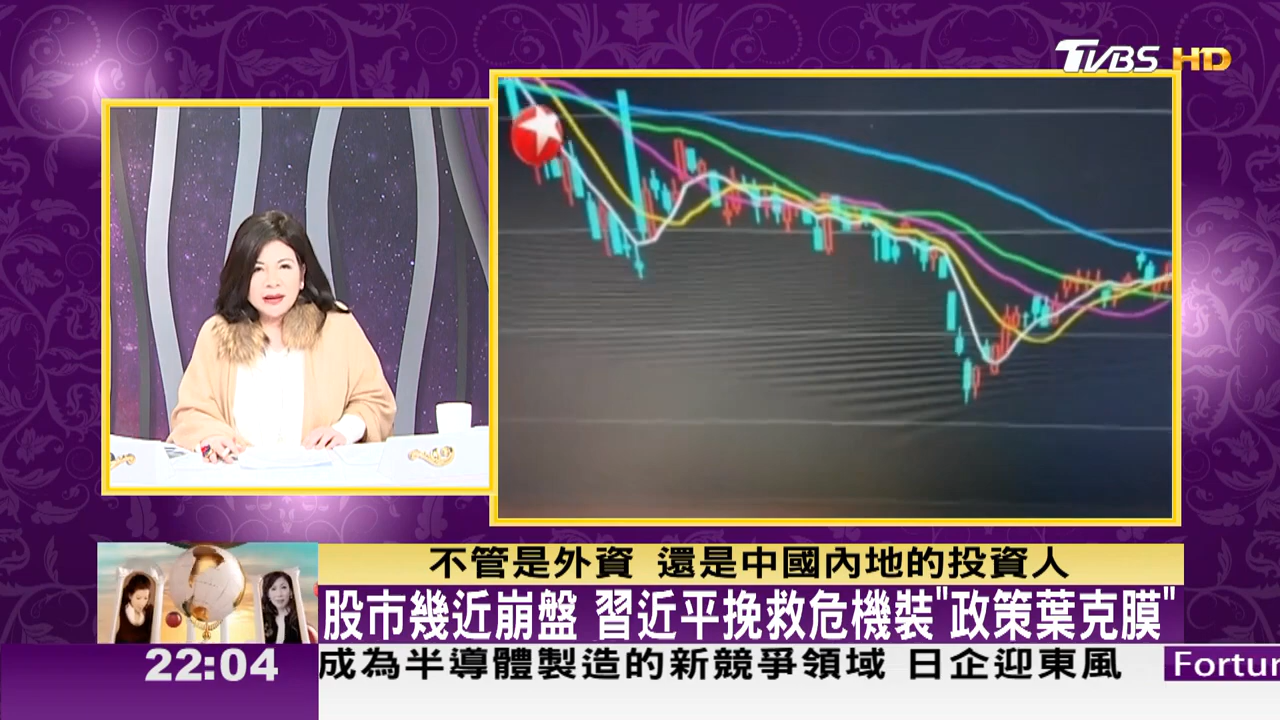 TVBS HD
不管是外資 還是中國內地的投資人
股市幾近崩盤 習近平挽救危機裝"政策葉克膜"
22:04
成為半導體製造的新競爭領域 日企迎東風
Fortun